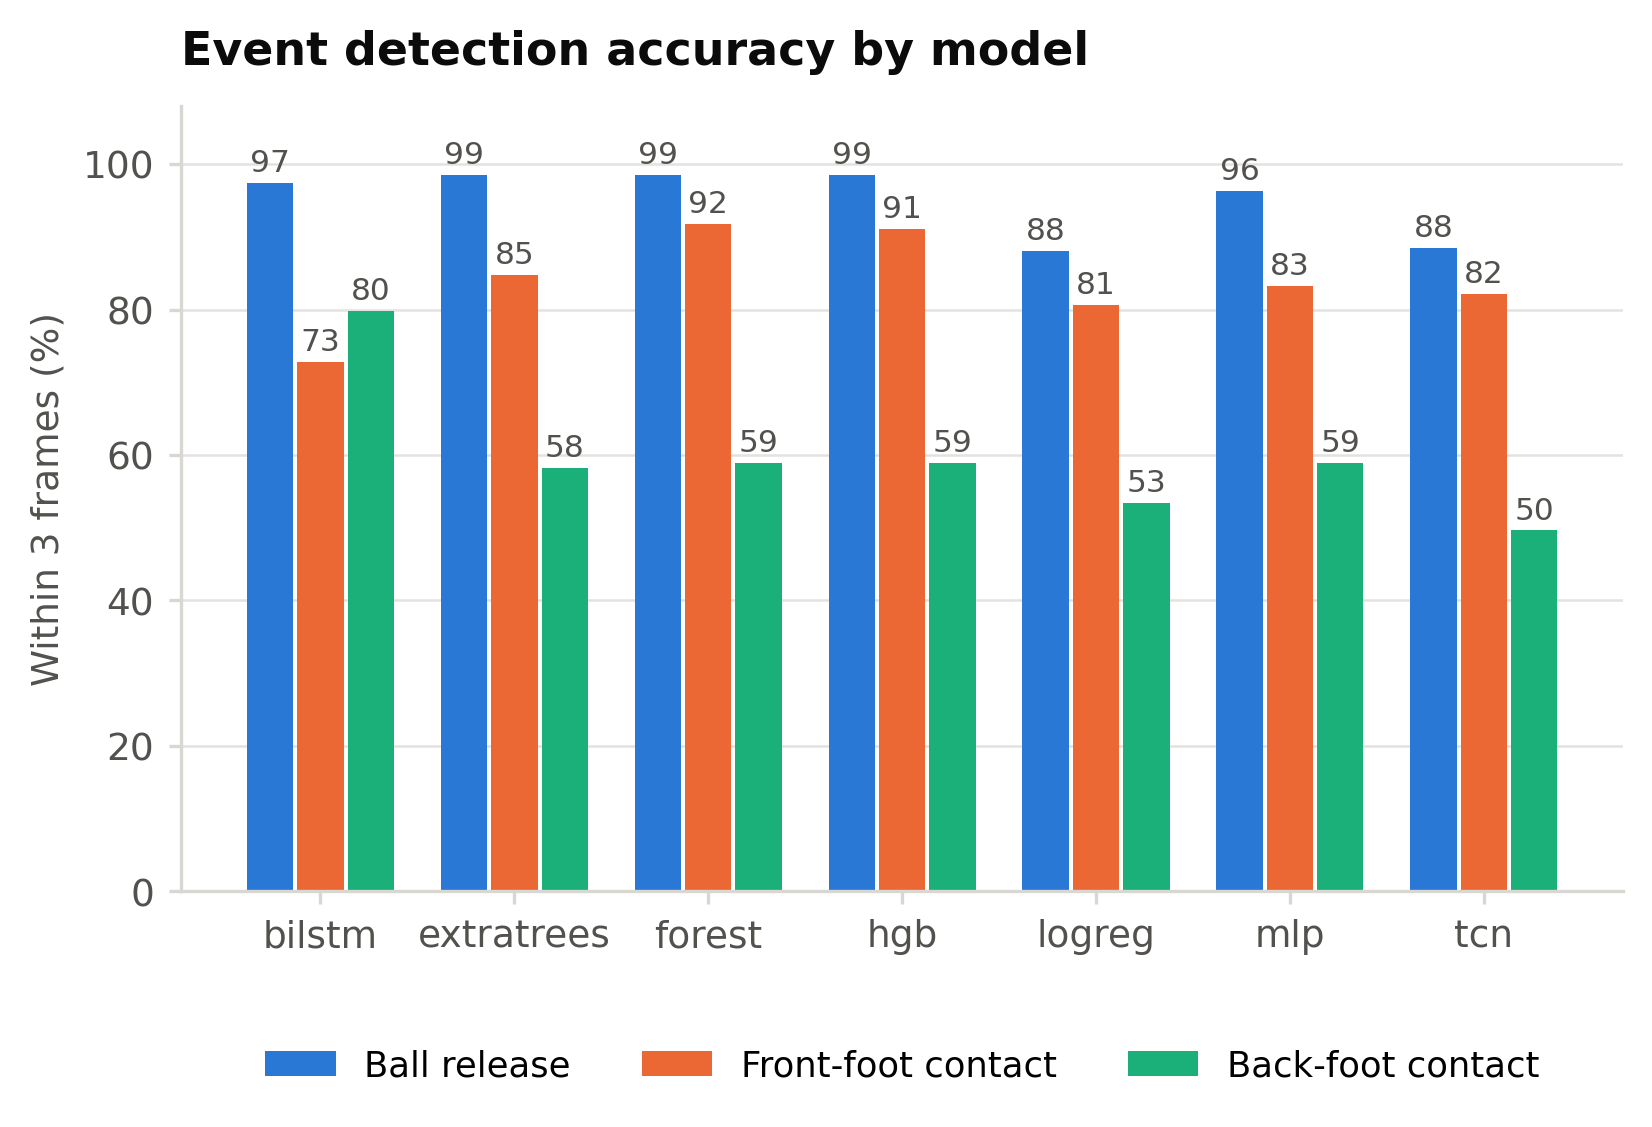 Event detection accuracy by model
Within 3 frames (%)
100
80
60
40
20
0
97 73 80
99 85 58
99 92 59
99 91 59
88 81 53
96 83 59
88 82 50
bilstm extratrees forest hgb logreg mlp tcn
Ball release Front-foot contact Back-foot contact